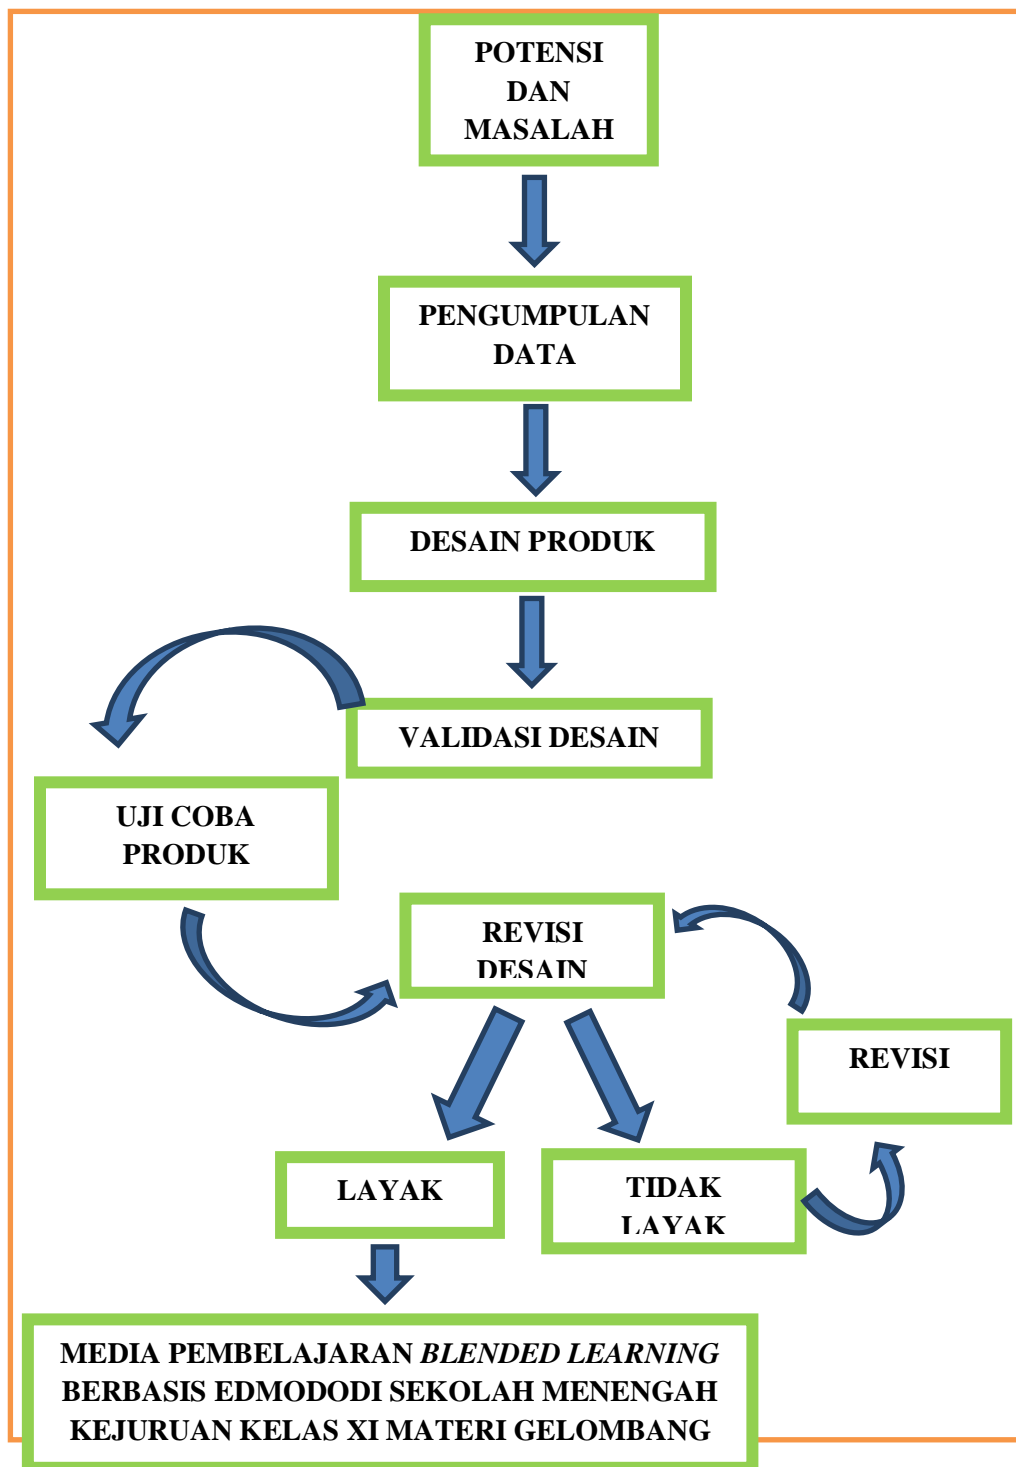 POTENSI
DAN
MASALAH
PENGUMPULAN
DATA
DESAIN PRODUK
VALIDASI DESAIN
UJI COBA
PRODUK
REVISI
DESAIN
REVISI
LAYAK
TIDAK
LAYAK
MEDIA PEMBELAJARAN BLENDED LEARNING
BERBASIS EDMODODI SEKOLAH MENENGAH
KEJURUAN KELAS XI MATERI GELOMBANG